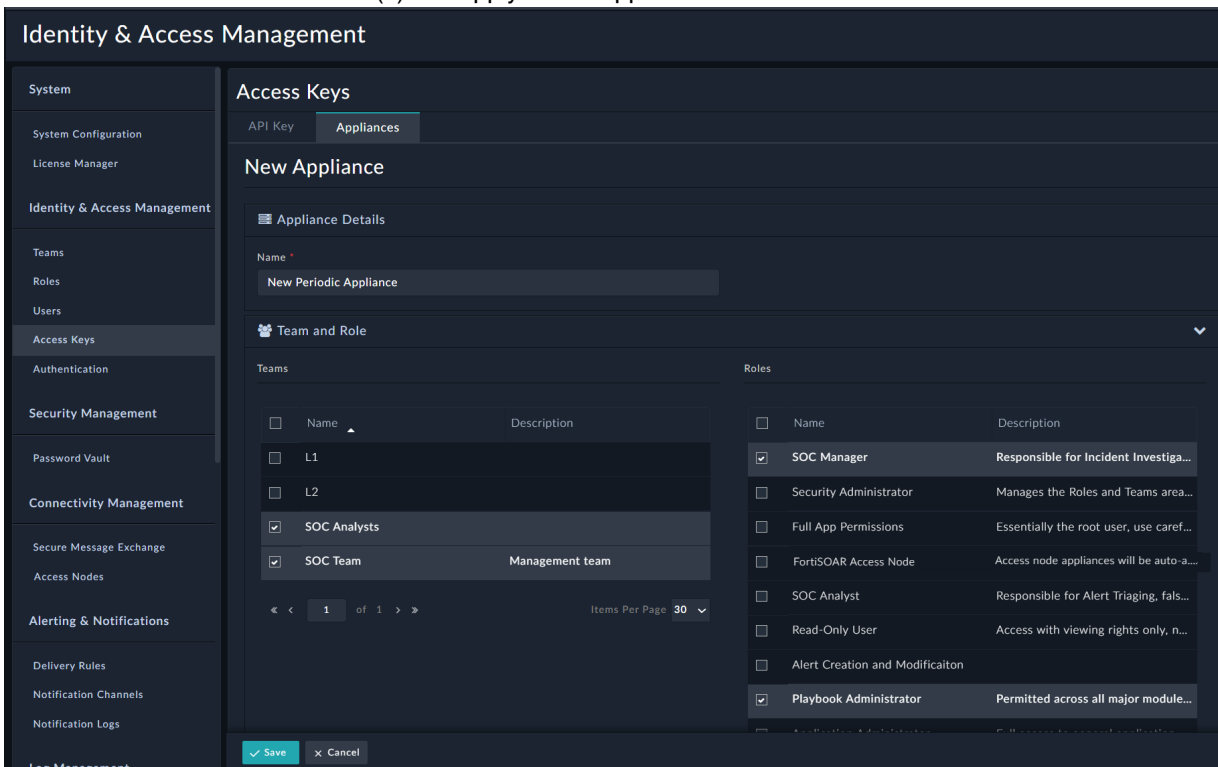 Identity & Access Management
System
System Configuration
License Manager
Identity & Access Management
Teams
Roles
Users
Access Keys
Authentication
Security Management
Password Vault
Connectivity Management
Secure Message Exchange
Access Nodes
Alerting & Notifications
Delivery Rules
Notification Channels
Notification Logs
Log Management
Access Keys
API Key Appliances
New Appliance
Appliance Details
Name *
New Periodic Appliance
Team and Role
Teams
Name Description
L1
L2
SOC Analysts
SOC Team Management team
« < 1 of 1 > » Items Per Page 30
Roles
Name Description
SOC Manager Responsible for Incident Investiga...
Security Administrator Manages the Roles and Teams area...
Full App Permissions Essentially the root user, use caref...
FortiSOAR Access Node Access node appliances will be auto-a....
SOC Analyst Responsible for Alert Triaging, fals...
Read-Only User Access with viewing rights only, n...
Alert Creation and Modificaiton
Playbook Administrator Permitted across all major module...
Save Cancel